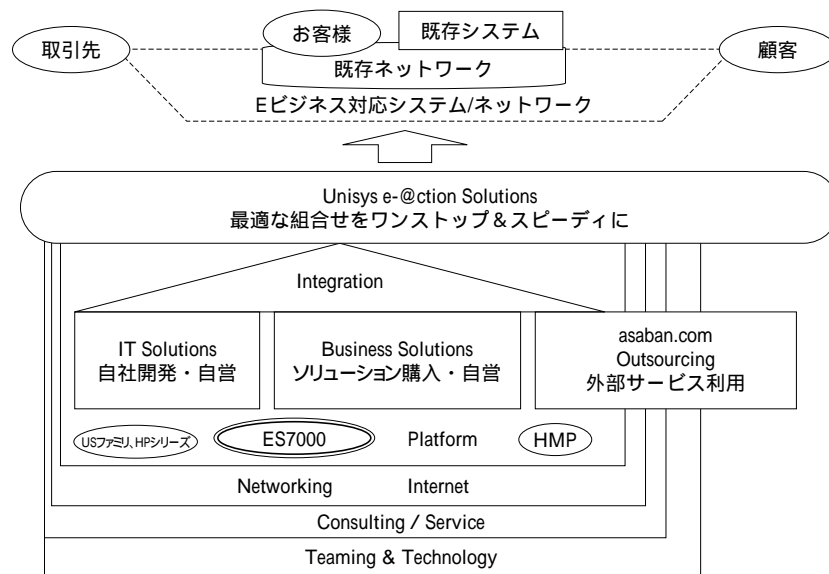 お客様
既存システム
取引先
顧客
既存ネットワーク
Eビジネス対応システム/ネットワーク
Unisys e-@ction Solutions
最適な組合せをワンストップ&スピーディに
Integration
IT Solutions
自社開発・自営
Business Solutions
ソリューション購入・自営
asaban.com
Outsourcing
外部サービス利用
USファミリ、HPシリーズ
ES7000
Platform
HMP
Networking
Internet
Consulting / Service
Teaming & Technology